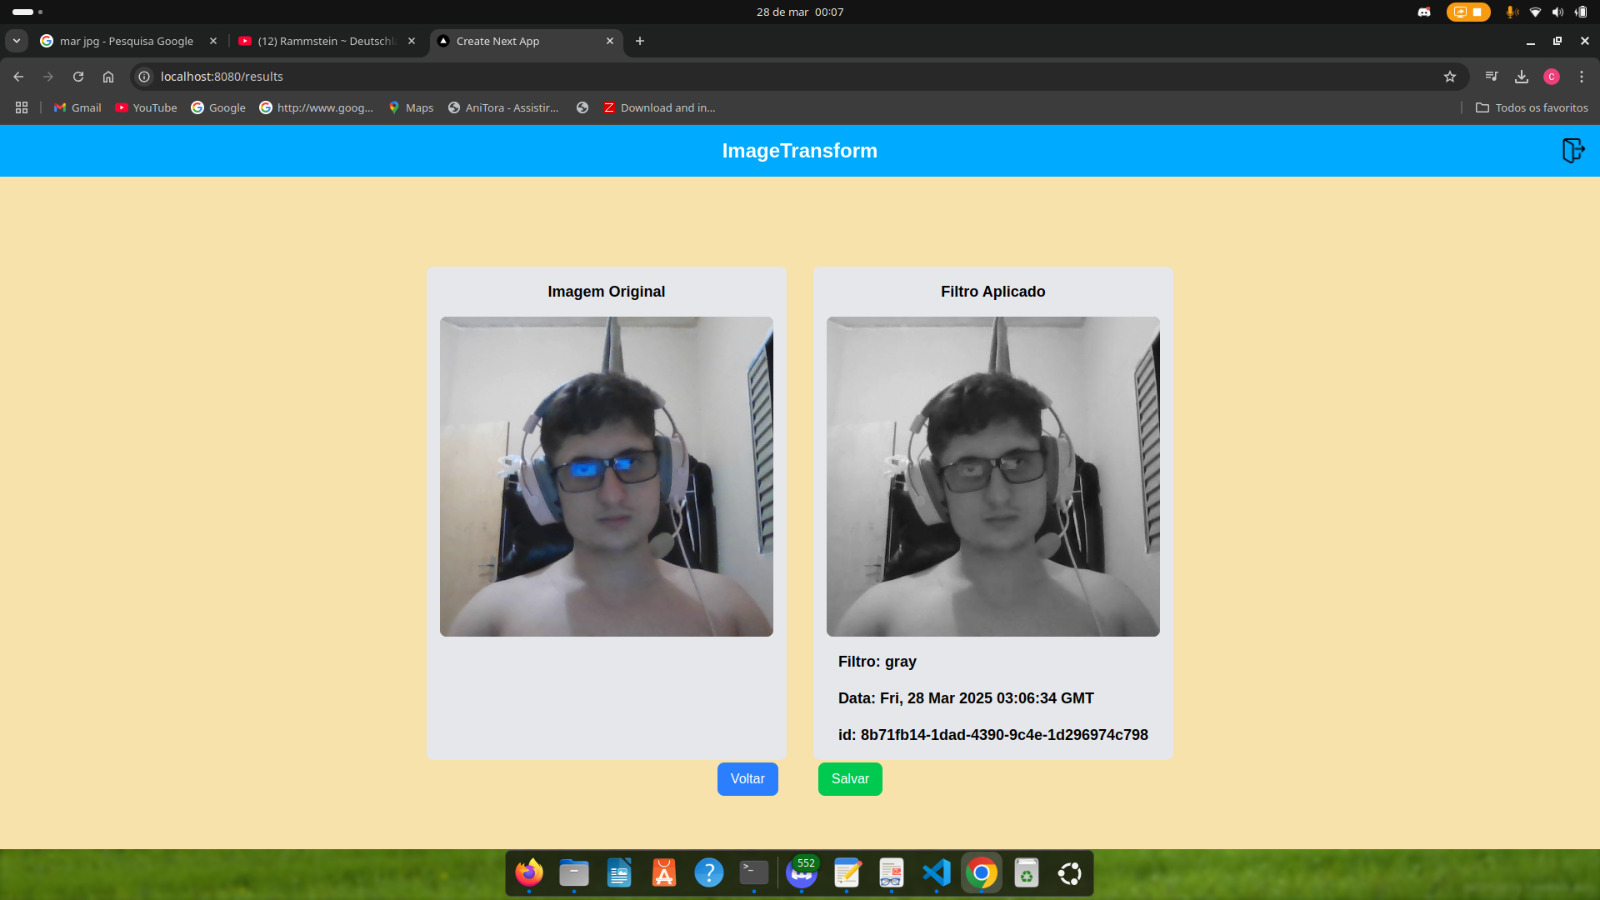 28 de mar 00:07
mar jpg - Pesquisa Google
(12) Rammstein ~ Deutschl
Create Next App
localhost:8080/results
C
Gmail
YouTube
Google
http://www.goog...
Maps
AniTora - Assistir...
Z
Download and in...
Todos os favoritos
ImageTransform
Imagem Original
Filtro Aplicado
Filtro: gray
Data: Fri, 28 Mar 2025 03:06:34 GMT
id: 8b71fb14-1dad-4390-9c4e-1d296974c798
Voltar
Salvar
552